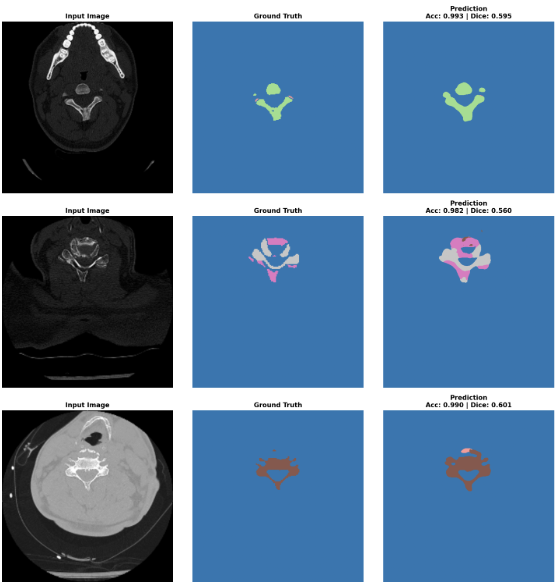 Input Image
Ground Truth
Prediction
Acc: 0.993 | Dice: 0.595
Input Image
Ground Truth
Prediction
Acc: 0.982 | Dice: 0.560
Input Image
Ground Truth
Prediction
Acc: 0.990 | Dice: 0.601